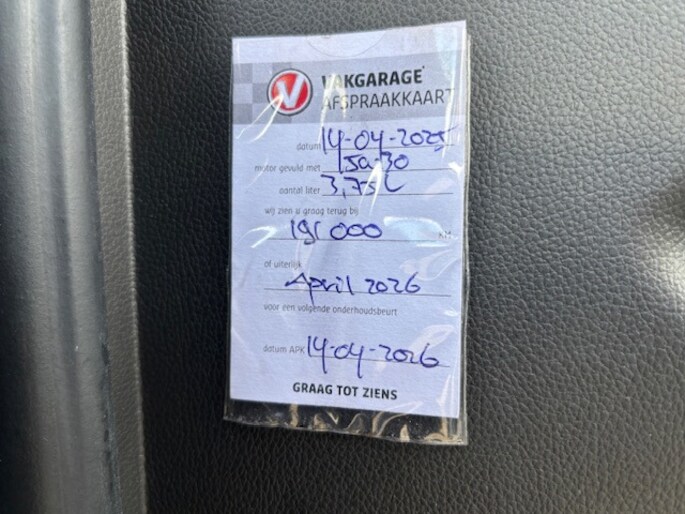 VAKGARAGE
AFSPRAAKKAART
datum 14-04-2025
motor gevuld met 5a-30
aantal liter 3,75L
wij zien u graag terug bij
191 000 KM
of uiterlijk
April 2026
voor een volgende onderhoudsbeurt
datum APK 14-04-2026
GRAAG TOT ZIENS